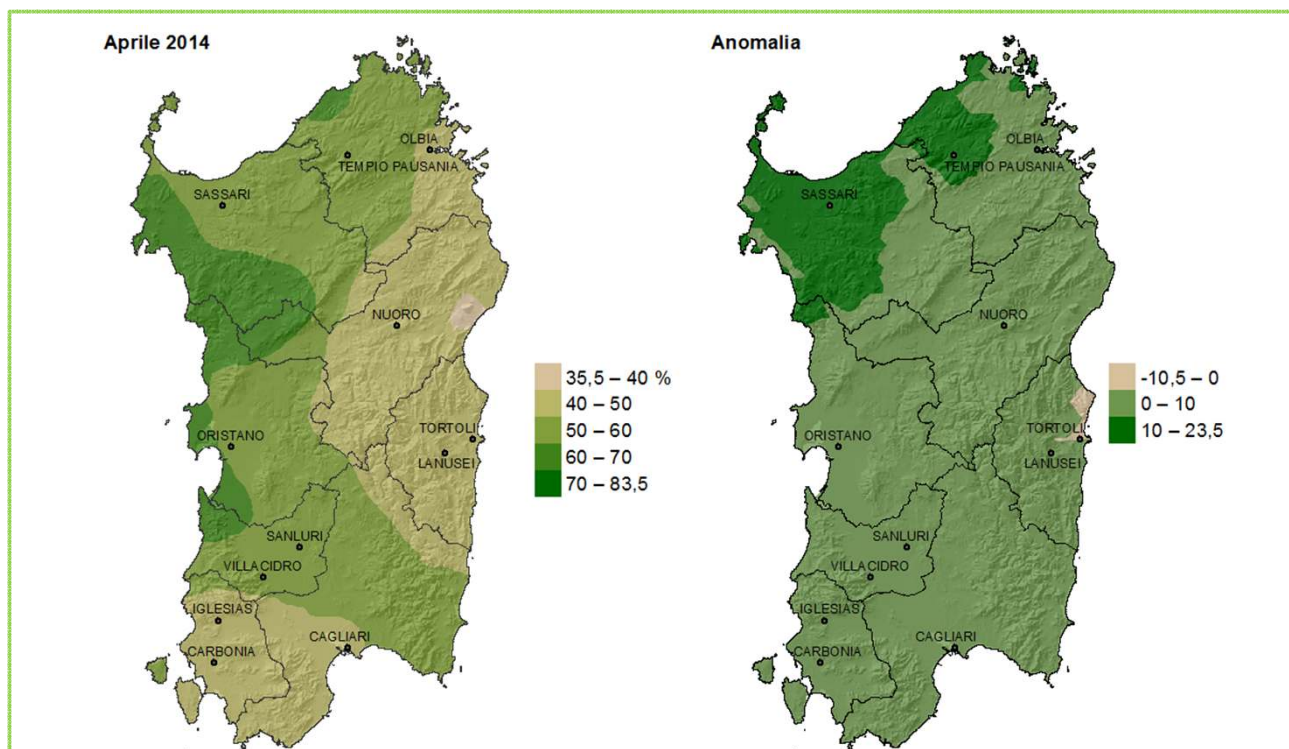 Aprile 2014
OLBIA
TEMPIO PAUSANIA
SASSARI
NUORO
ORISTANO
TORTOLI
LANUSEI
SANLURI
VILLACIDRO
IGLESIAS
CARBONIA
CAGLIARI
35,5 – 40 %
40 – 50
50 – 60
60 – 70
70 – 83,5
Anomalia
OLBIA
TEMPIO PAUSANIA
SASSARI
NUORO
ORISTANO
TORTOLI
LANUSEI
SANLURI
VILLACIDRO
IGLESIAS
CARBONIA
CAGLIARI
-10,5 – 0
0 – 10
10 – 23,5